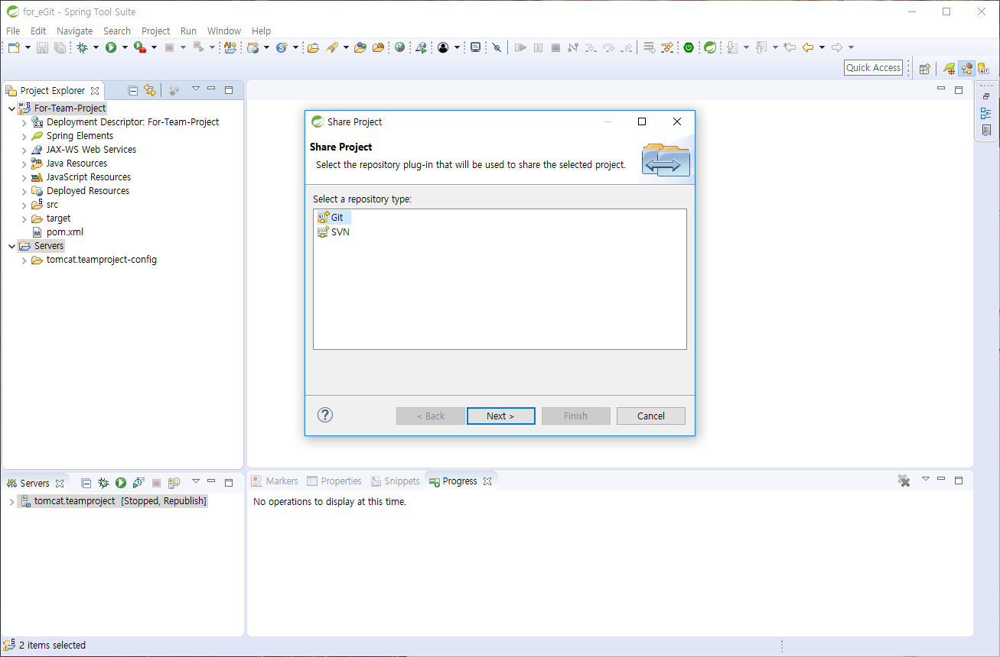 for_eGit - Spring Tool Suite
File Edit Navigate Search Project Run Window Help
Quick Access
Project Explorer
For-Team-Project
Deployment Descriptor: For-Team-Project
Spring Elements
JAX-WS Web Services
Java Resources
JavaScript Resources
Deployed Resources
src
target
pom.xml
Servers
tomcat.teamproject-config
Share Project
Share Project
Select the repository plug-in that will be used to share the selected project.
Select a repository type:
Git
SVN
< Back Next > Finish Cancel
Servers
tomcat.teamproject [Stopped, Republish]
Markers Properties Snippets Progress
No operations to display at this time.
2 items selected